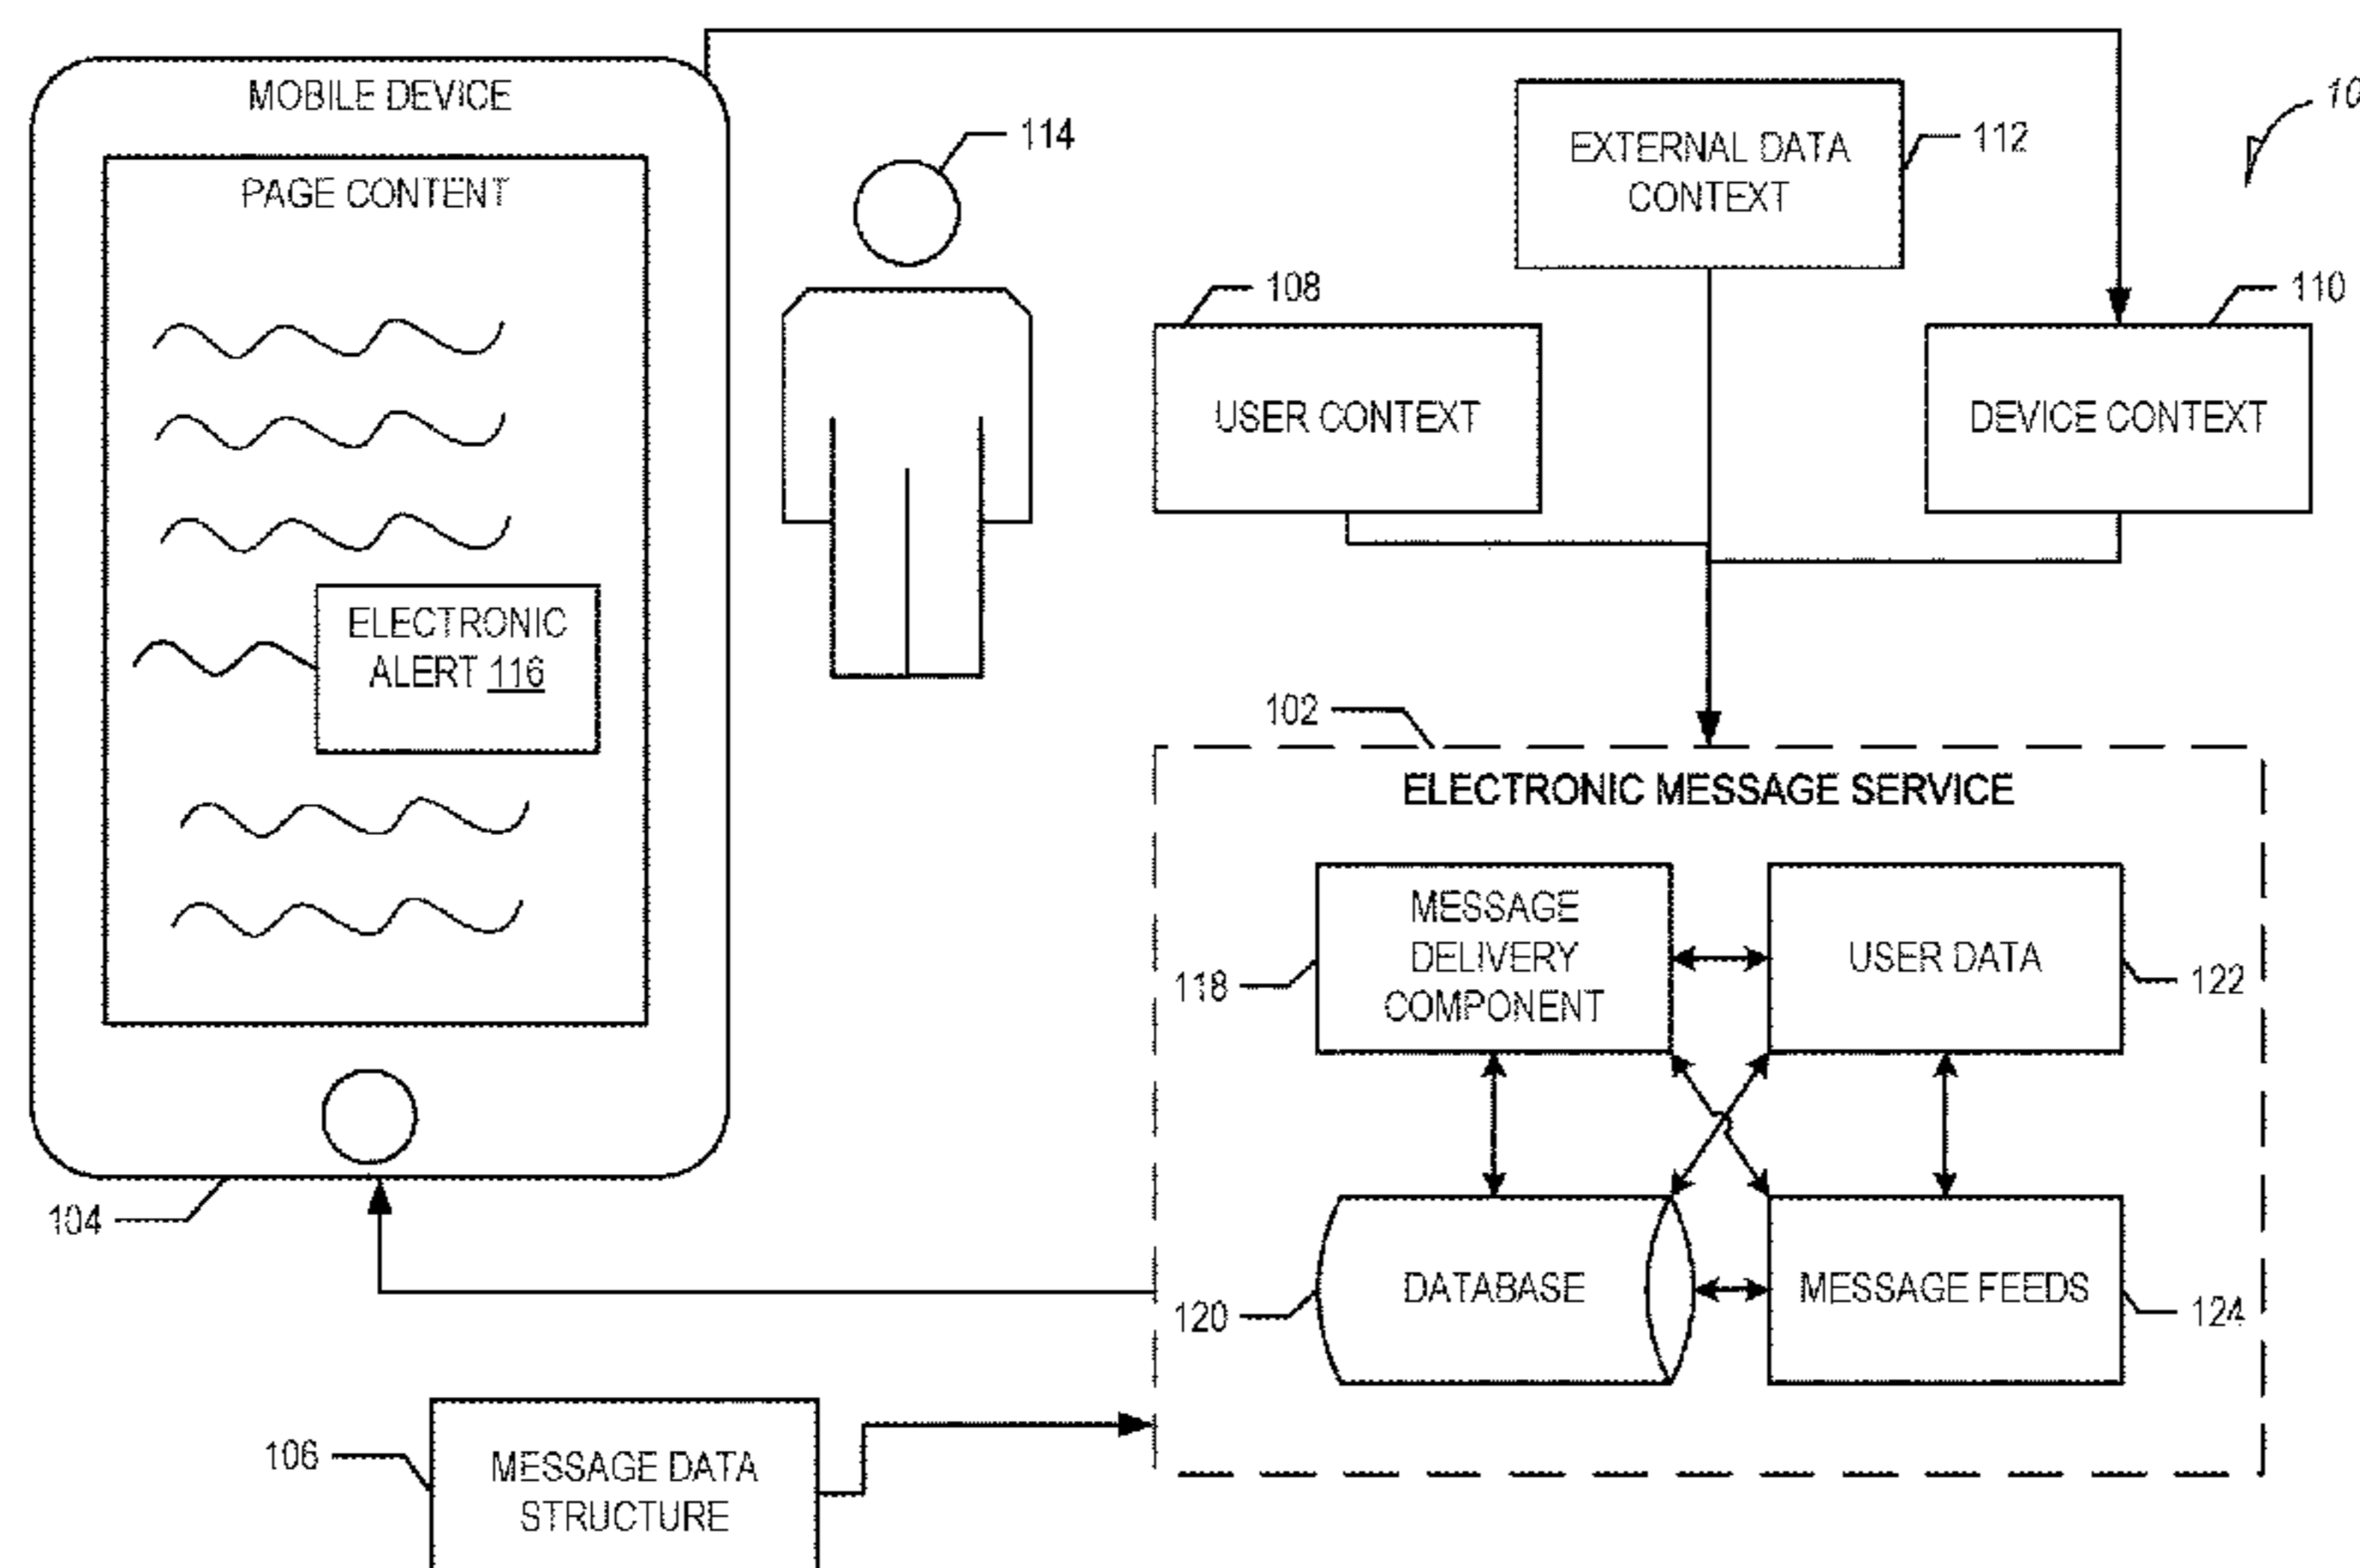 MOBILE DEVICE
PAGE CONTENT
ELECTRONIC
ALERT 116
104
114
EXTERNAL DATA
CONTEXT
112
10
108
USER CONTEXT
110
DEVICE CONTEXT
102
ELECTRONIC MESSAGE SERVICE
MESSAGE
DELIVERY
COMPONENT
118
USER DATA
122
DATABASE
120
MESSAGE FEEDS
124
106
MESSAGE DATA
STRUCTURE